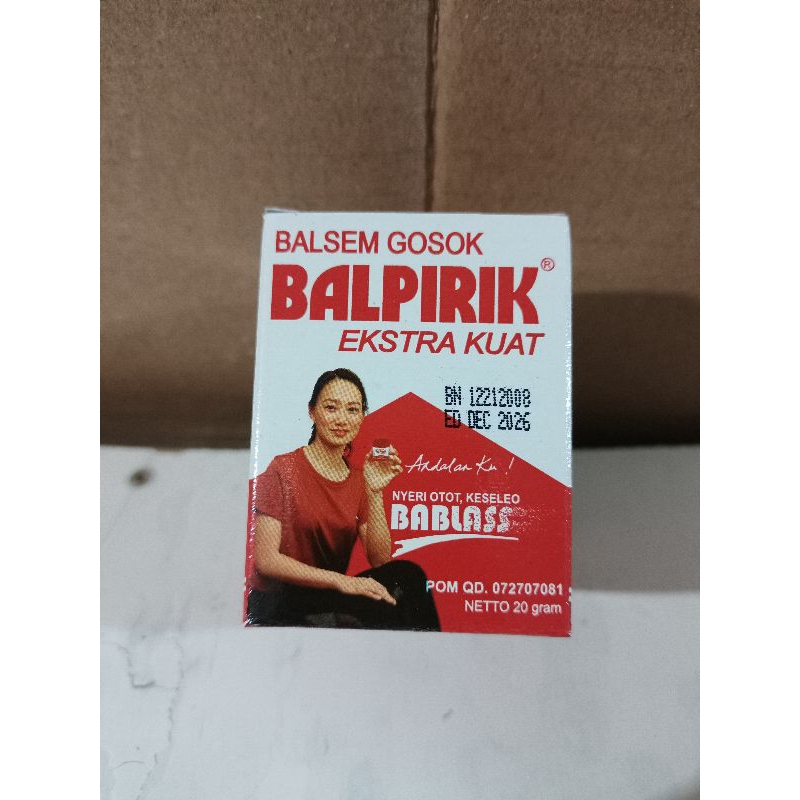 BALSEM GOSOK
BALPIRIK®
EKSTRA KUAT
BN 12212008
ED DEC 2026
Andalan Ku !
NYERI OTOT, KESELEO
BABLASS
POM QD. 072707081
NETTO 20 gram